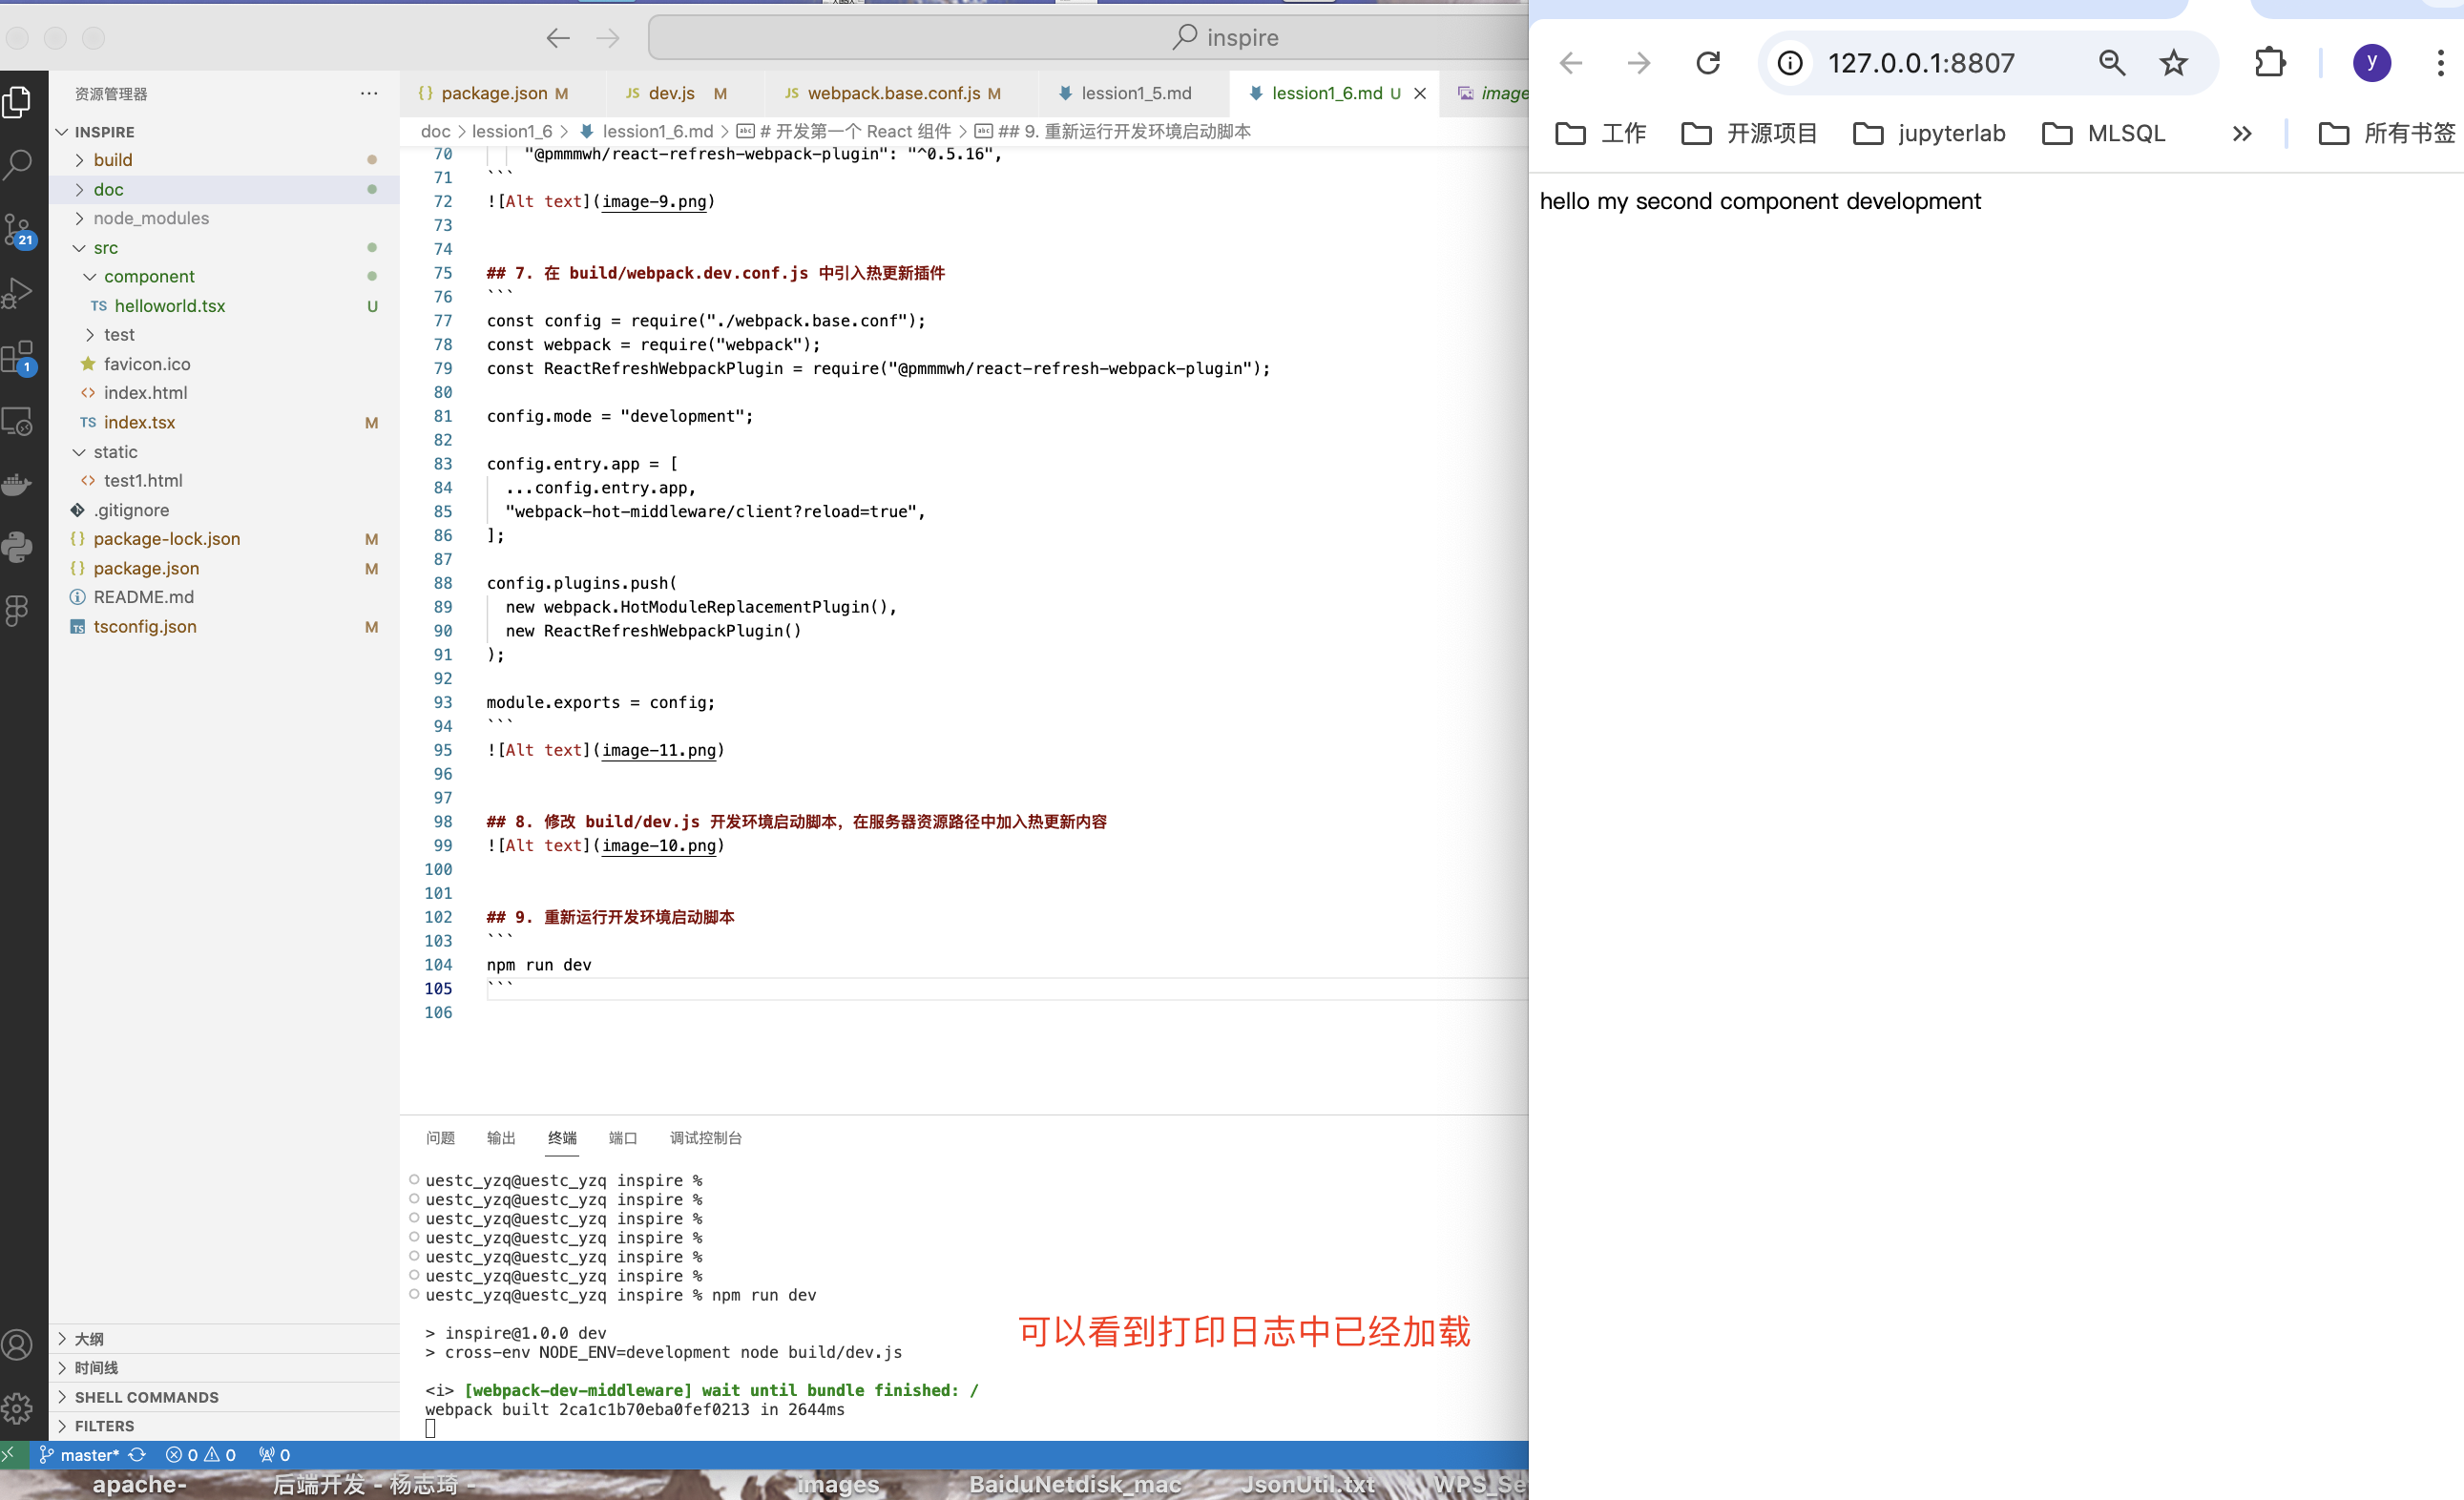 inspire
资源管理器
INSPIRE
build
doc
node_modules
src
component
TS helloworld.tsx U
test
favicon.ico
<> index.html
TS index.tsx M
static
<> test1.html
.gitignore
{} package-lock.json M
{} package.json M
README.md
TS tsconfig.json M
大纲
时间线
SHELL COMMANDS
FILTERS
21
1
{} package.json M
JS dev.js M
JS webpack.base.conf.js M
lession1_5.md
lession1_6.md U
image
doc > lession1_6 > lession1_6.md > # 开发第一个 React 组件 > ## 9. 重新运行开发环境启动脚本
70 "@pmmmwh/react-refresh-webpack-plugin": "^0.5.16",
71 ```
72 ![Alt text](image-9.png)
73
74
75 ## 7. 在 build/webpack.dev.conf.js 中引入热更新插件
76 ```
77 const config = require("./webpack.base.conf");
78 const webpack = require("webpack");
79 const ReactRefreshWebpackPlugin = require("@pmmmwh/react-refresh-webpack-plugin");
80
81 config.mode = "development";
82
83 config.entry.app = [
84 ...config.entry.app,
85 "webpack-hot-middleware/client?reload=true",
86 ];
87
88 config.plugins.push(
89 new webpack.HotModuleReplacementPlugin(),
90 new ReactRefreshWebpackPlugin()
91 );
92
93 module.exports = config;
94 ```
95 ![Alt text](image-11.png)
96
97
98 ## 8. 修改 build/dev.js 开发环境启动脚本，在服务器资源路径中加入热更新内容
99 ![Alt text](image-10.png)
100
101
102 ## 9. 重新运行开发环境启动脚本
103 ```
104 npm run dev
105 ```
106
问题 输出 终端 端口 调试控制台
uestc_yzq@uestc_yzq inspire %
uestc_yzq@uestc_yzq inspire %
uestc_yzq@uestc_yzq inspire %
uestc_yzq@uestc_yzq inspire %
uestc_yzq@uestc_yzq inspire %
uestc_yzq@uestc_yzq inspire %
uestc_yzq@uestc_yzq inspire % npm run dev
> inspire@1.0.0 dev
> cross-env NODE_ENV=development node build/dev.js
可以看到打印日志中已经加载
<i> [webpack-dev-middleware] wait until bundle finished: /
webpack built 2ca1c1b70eba0fef0213 in 2644ms
master* 0 0 0
apache- 后端开发 - 杨志琦 - images BaiduNetdisk_mac JsonUtil.txt WPS_Se
127.0.0.1:8807
y
工作 开源项目 jupyterlab MLSQL 所有书签
hello my second component development